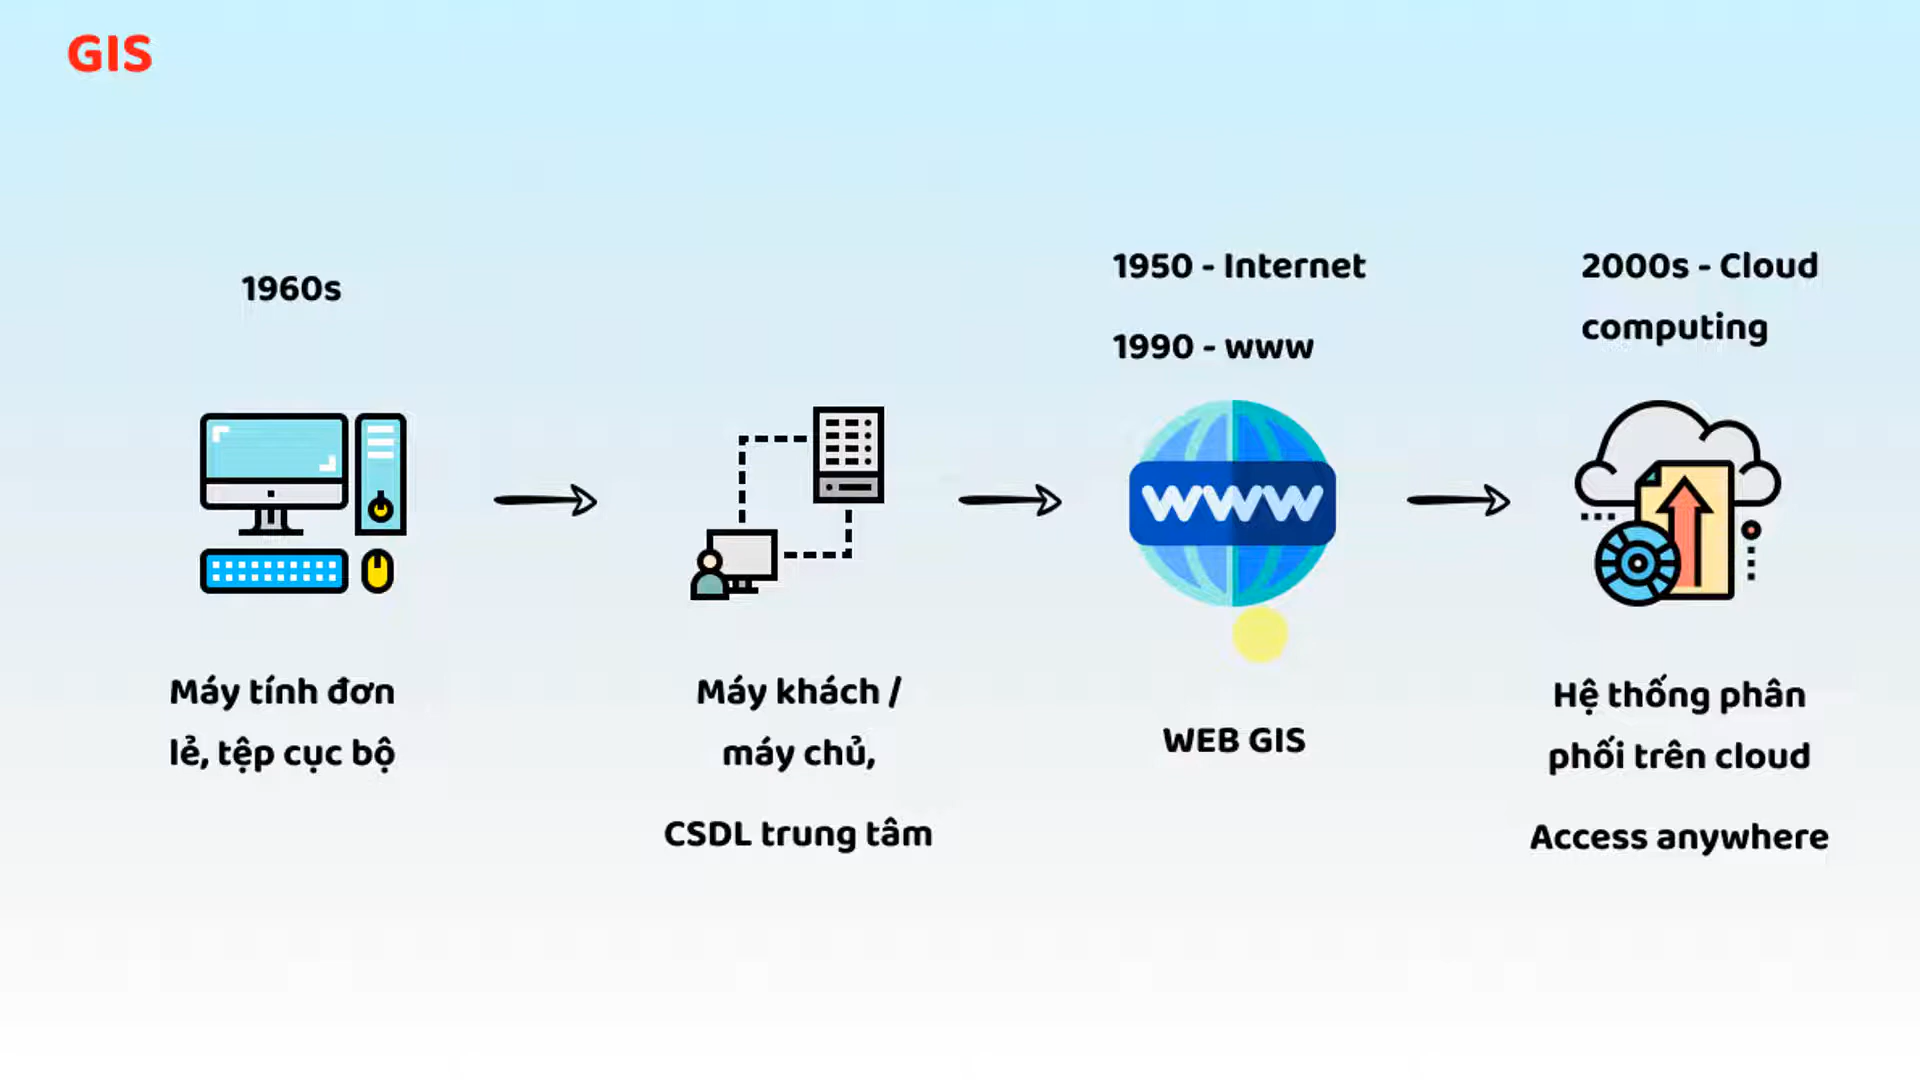 GIS
1960s
Máy tính đơn
lẻ, tệp cục bộ
Máy khách /
máy chủ,
CSDL trung tâm
1950 - Internet
1990 - www
www
WEB GIS
2000s - Cloud
computing
Hệ thống phân
phối trên cloud
Access anywhere